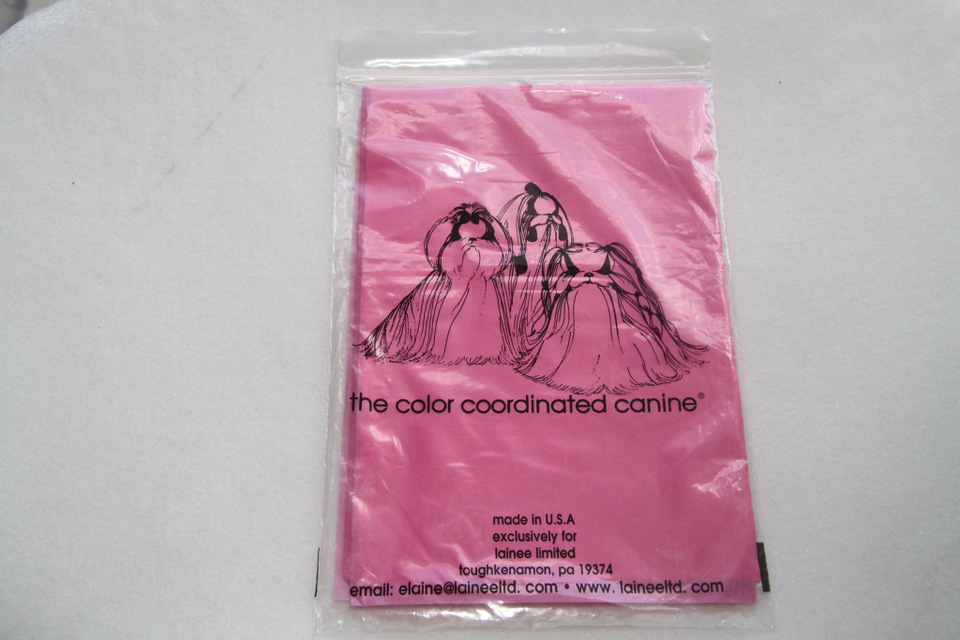 the color coordinated canine®
made in U.S.A
exclusively for
lainee limited
toughkenamon, pa 19374
email: elaine@laineeltd. com • www. laineeltd. com